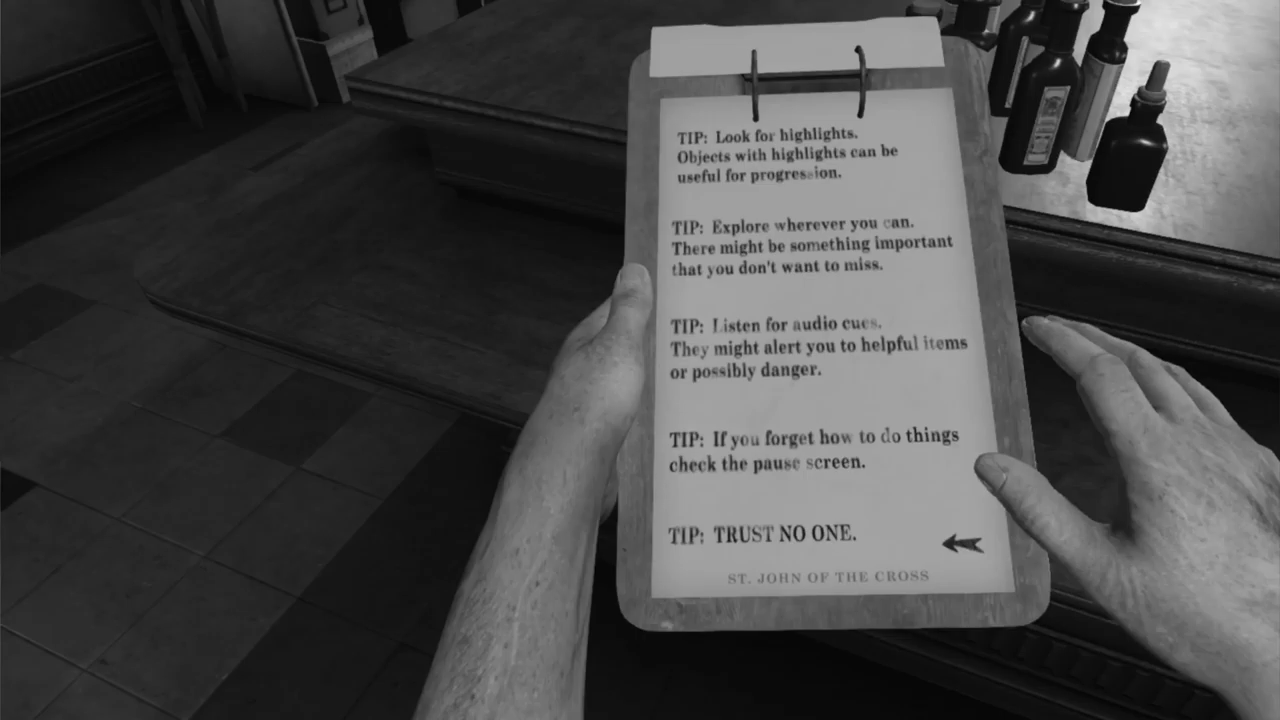 TIP: Look for highlights.
Objects with highlights can be
useful for progression.
TIP: Explore wherever you can.
There might be something important
that you don't want to miss.
TIP: Listen for audio cues.
They might alert you to helpful items
or possibly danger.
TIP: If you forget how to do things
check the pause screen.
TIP: TRUST NO ONE.
ST. JOHN OF THE CROSS